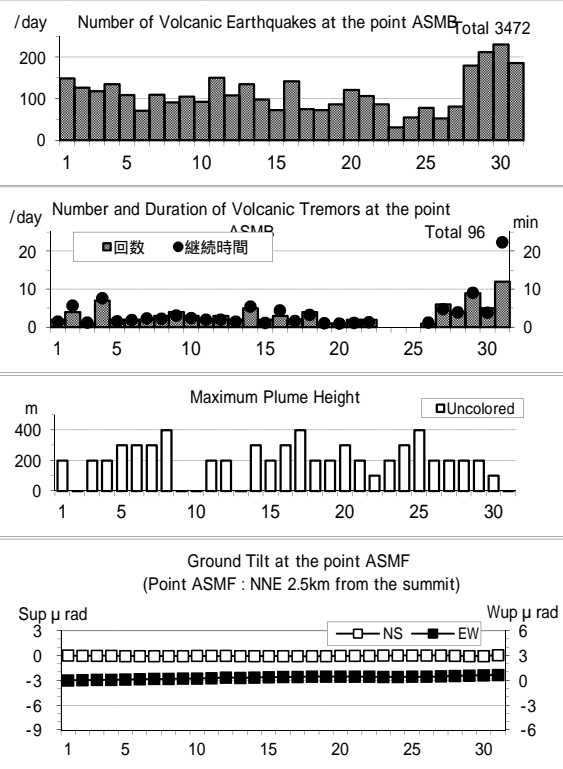 /day Number of Volcanic Earthquakes at the point ASMB Total 3472
200
100
0
1 5 10 15 20 25 30
/day Number and Duration of Volcanic Tremors at the point ASMB Total 96 min
回数 継続時間
20 20
10 10
0 0
1 5 10 15 20 25 30
Maximum Plume Height
m
Uncolored
400
200
0
1 5 10 15 20 25 30
Ground Tilt at the point ASMF
(Point ASMF : NNE 2.5km from the summit)
Sup μ rad Wup μ rad
NS EW
3 6
0 3
-3 0
-6 -3
-9 -6
1 5 10 15 20 25 30